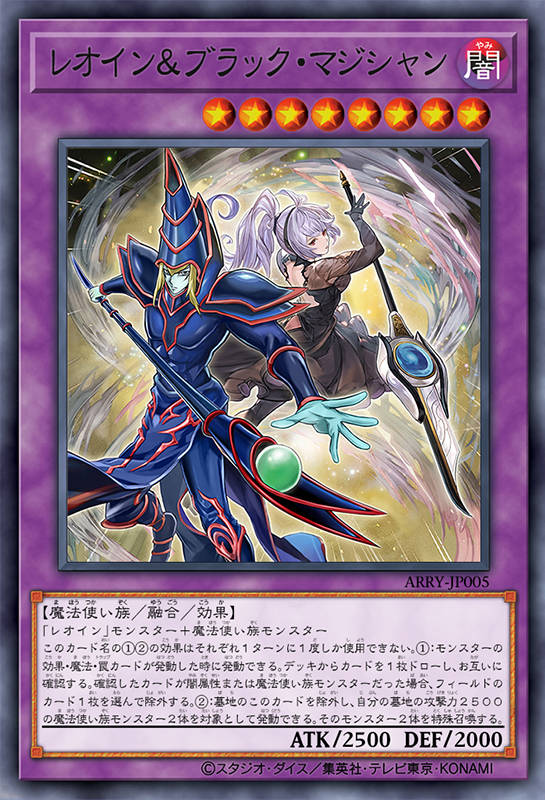 レオイン&ブラック・マジシャン
闇
ARRY-JP005
【魔法使い族／融合／効果】
「レオイン」モンスター＋魔法使い族モンスター
このカード名の①②の効果はそれぞれ１ターンに１度しか使用できない。①：モンスターの
効果・魔法・罠カードが発動した時に発動できる。デッキからカードを１枚ドローし、お互いに
確認する。確認したカードが闇属性または魔法使い族モンスターだった場合、フィールドの
カード１枚を選んで除外する。②：墓地のこのカードを除外し、自分の墓地の攻撃力２５００
の魔法使い族モンスター２体を対象として発動できる。そのモンスター２体を特殊召喚する。
ATK/2500 DEF/2000
©スタジオ・ダイス／集英社・テレビ東京・KONAMI